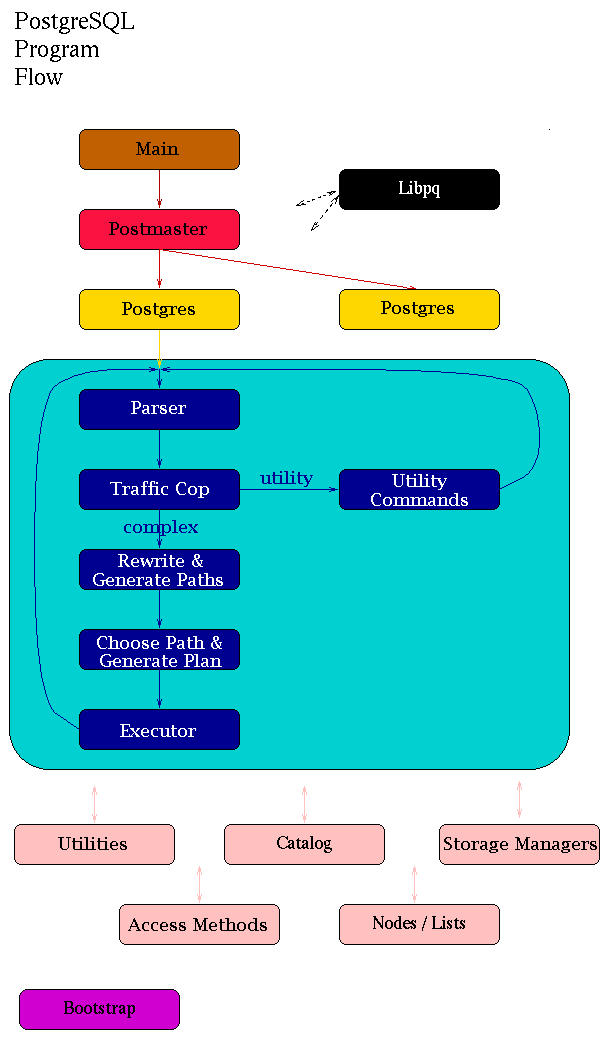 PostgreSQL
Program
Flow
Main
Libpq
Postmaster
Postgres
Postgres
Parser
Traffic Cop
utility
Utility
Commands
complex
Rewrite &
Generate Paths
Choose Path &
Generate Plan
Executor
Utilities
Catalog
Storage Managers
Access Methods
Nodes / Lists
Bootstrap